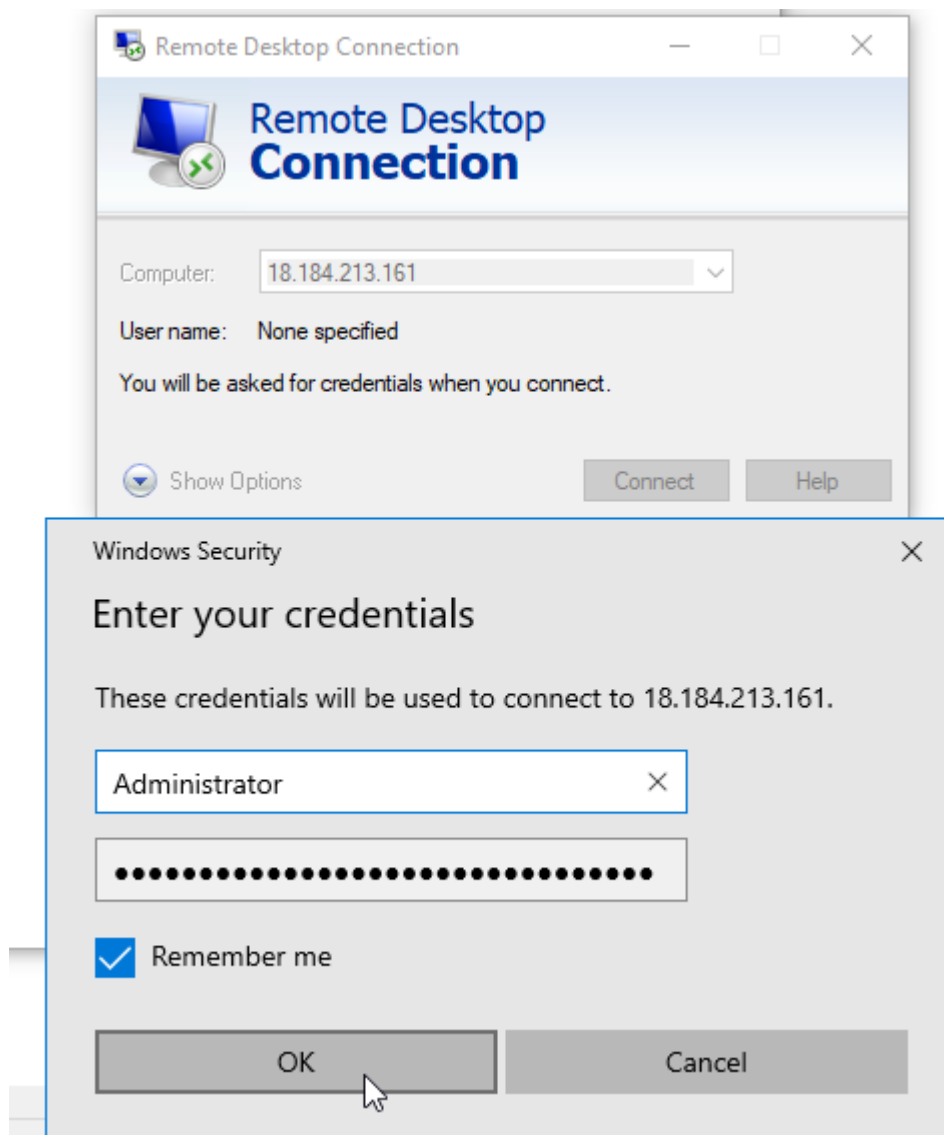 Remote Desktop Connection
Remote Desktop
Connection
Computer: 18.184.213.161
User name: None specified
You will be asked for credentials when you connect.
Show Options Connect Help
Windows Security
Enter your credentials
These credentials will be used to connect to 18.184.213.161.
Administrator
Remember me
OK Cancel